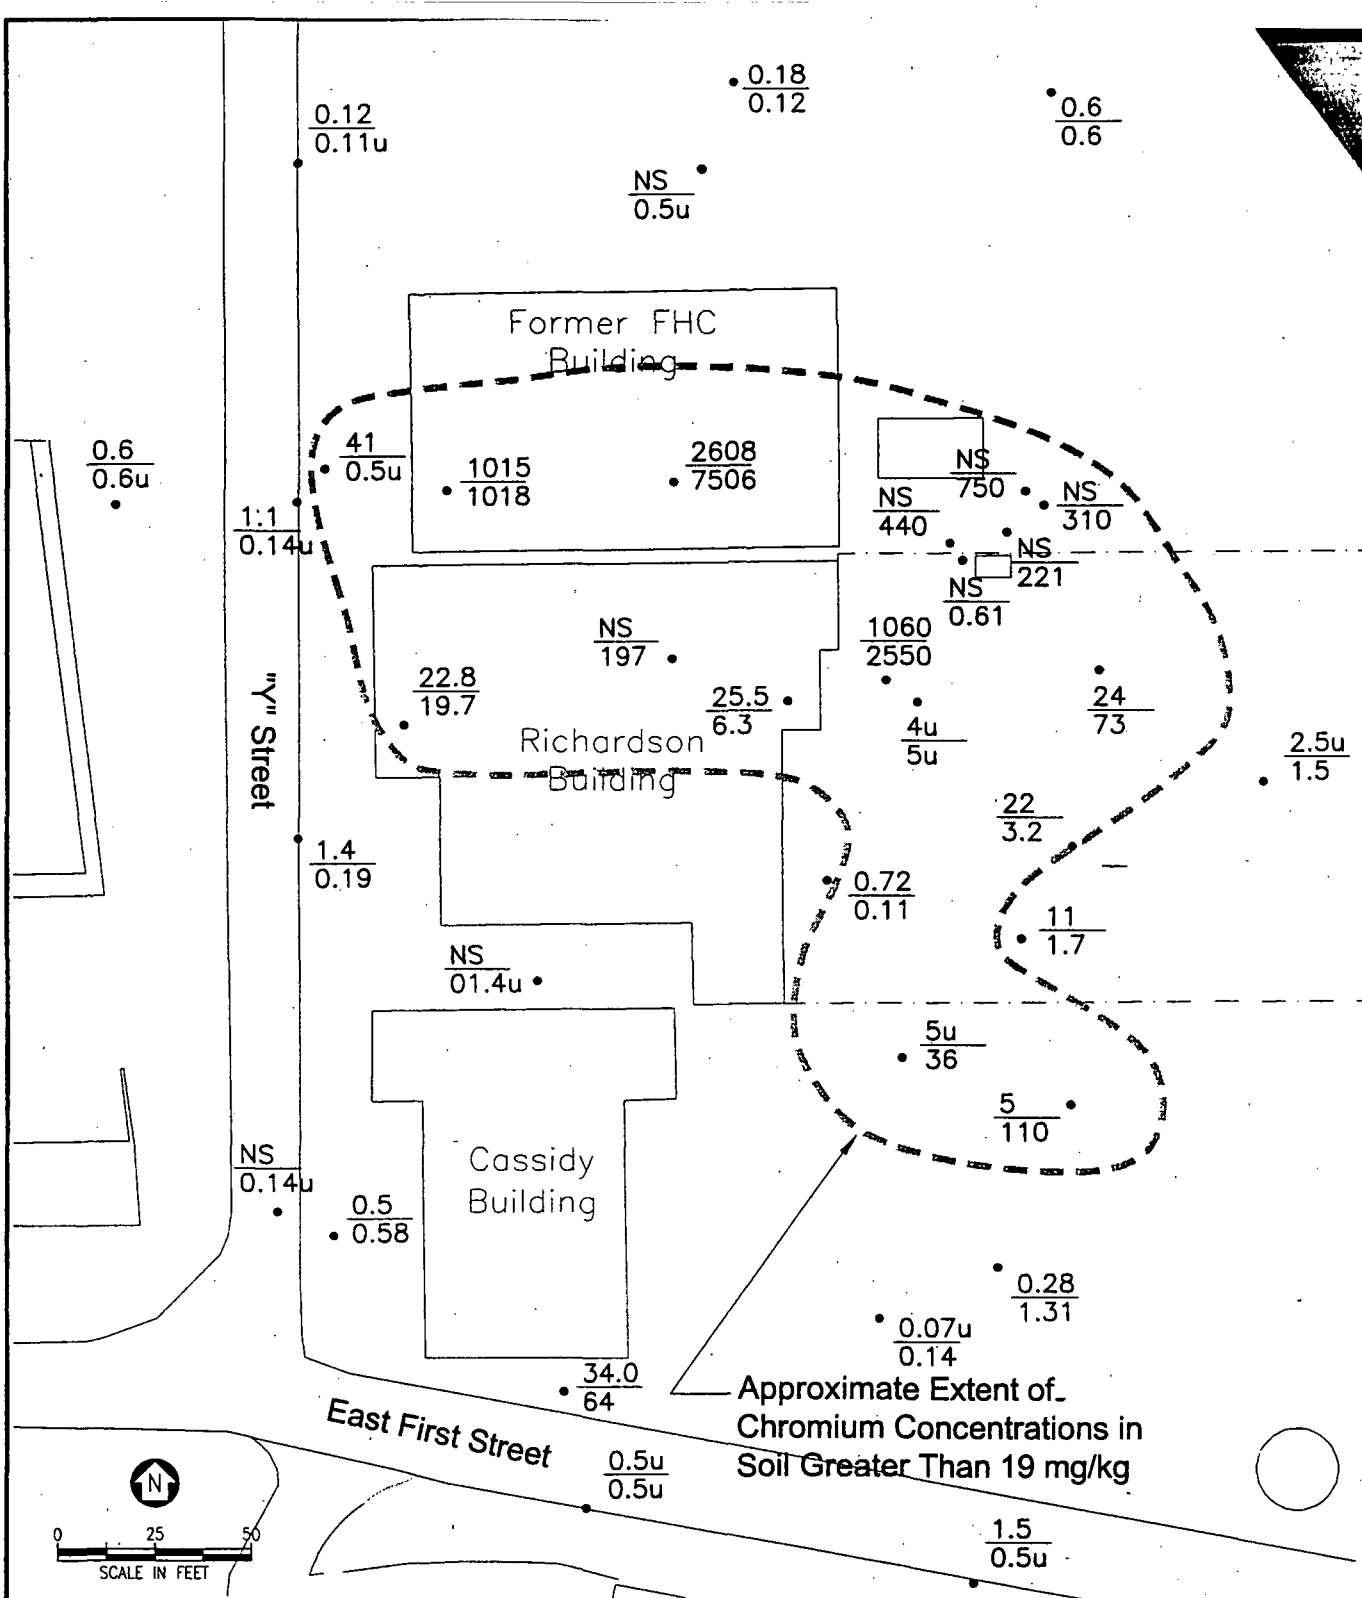 0.18
0.12
0.6
0.6
0.12
0.11u
NS
0.5u
Former FHC
Building
0.6
0.6u
41
0.5u
1015
1018
2608
7506
NS
750
NS
310
NS
440
1:1
0.14u
NS
221
NS
0.61
NS
197
1060
2550
22.8
19.7
25.5
6.3
4u
5u
24
73
"Y" Street
Richardson
Building
2.5u
1.5
22
3.2
1.4
0.19
0.72
0.11
11
1.7
NS
01.4u
5u
36
5
110
Cassidy
Building
NS
0.14u
0.5
0.58
0.28
1.31
0.07u
0.14
34.0
64
Approximate Extent of
Chromium Concentrations in
Soil Greater Than 19 mg/kg
East First Street
0.5u
0.5u
N
0 25 50
SCALE IN FEET
1.5
0.5u